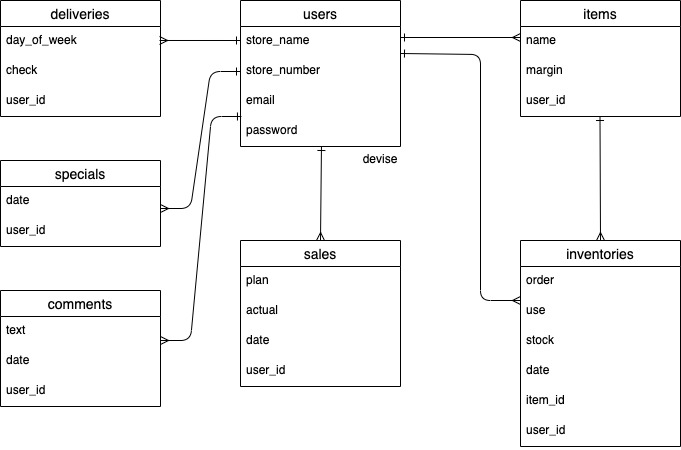 deliveries
day_of_week
check
user_id
users
store_name
store_number
email
password
devise
items
name
margin
user_id
specials
date
user_id
sales
plan
actual
date
user_id
inventories
order
use
stock
date
item_id
user_id
comments
text
date
user_id